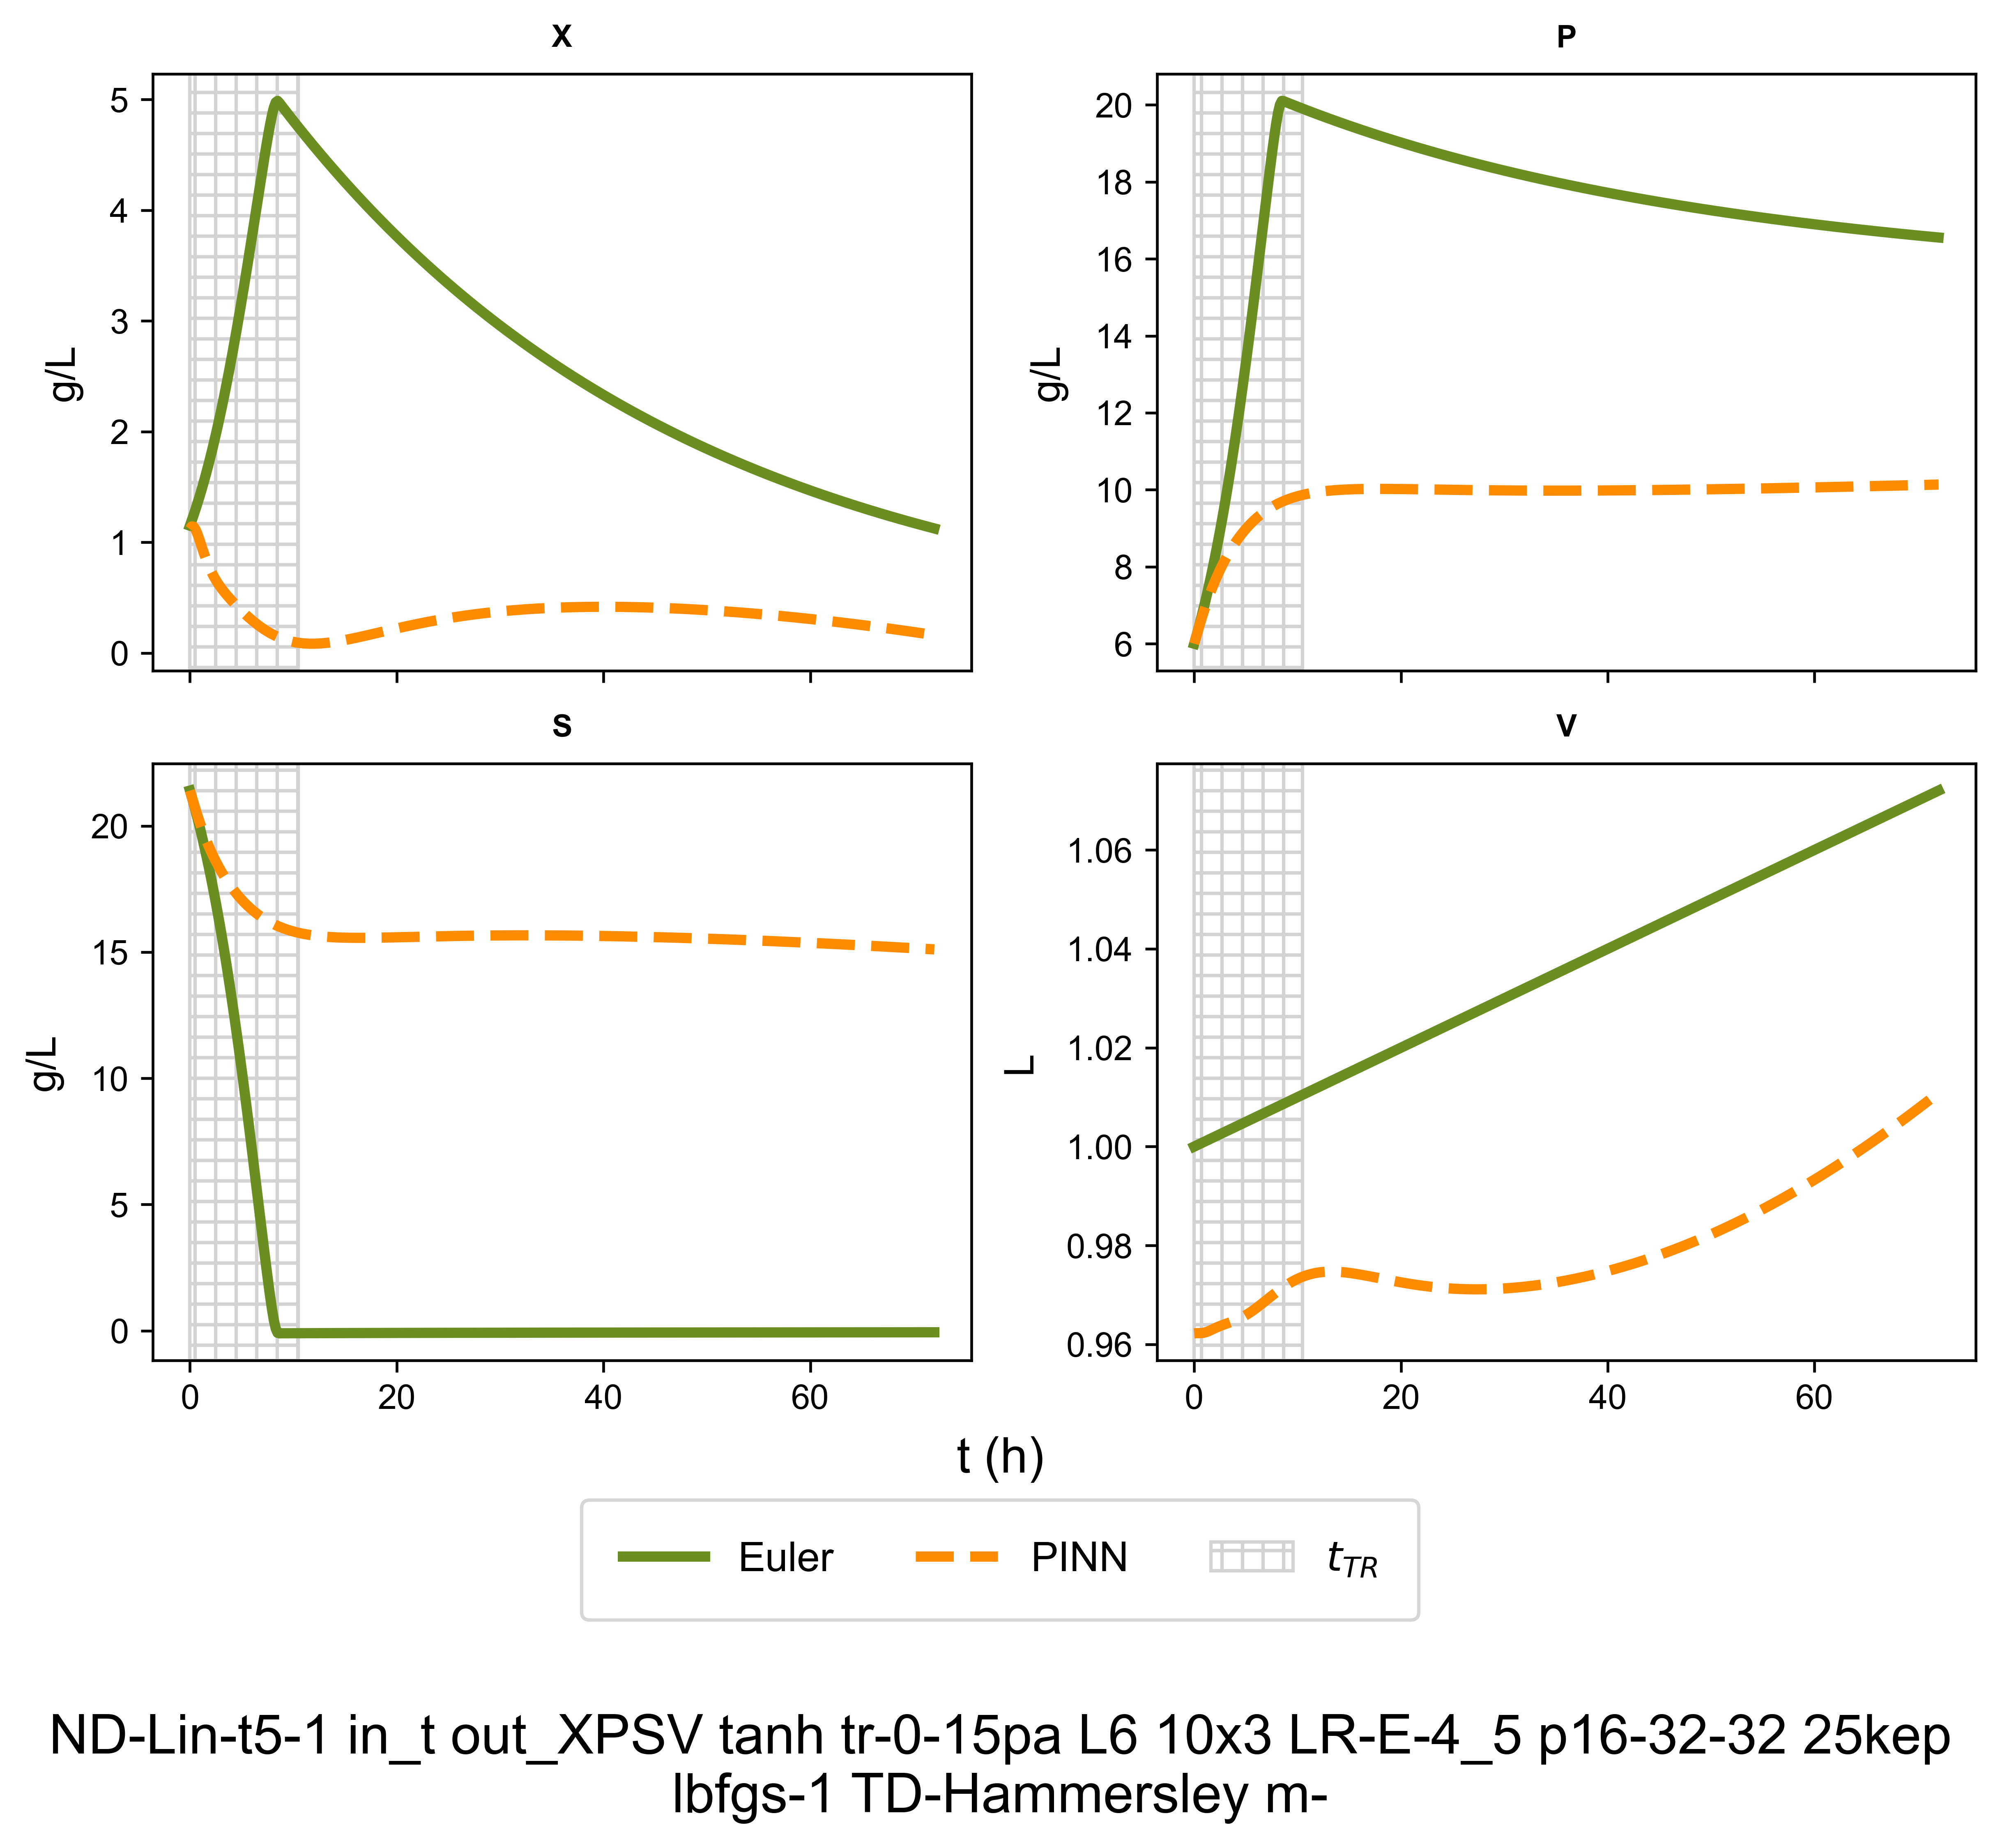 X
P
5
4
3
2
1
0
g/L
20
18
16
14
12
10
8
6
g/L
S
V
20
15
10
5
0
g/L
0
20
40
60
1.06
1.04
1.02
1.00
0.98
0.96
L
0
20
40
60
t (h)
Euler
PINN
tTR
ND-Lin-t5-1 in_t out_XPSV tanh tr-0-15pa L6 10x3 LR-E-4_5 p16-32-32 25kep
lbfgs-1 TD-Hammersley m-